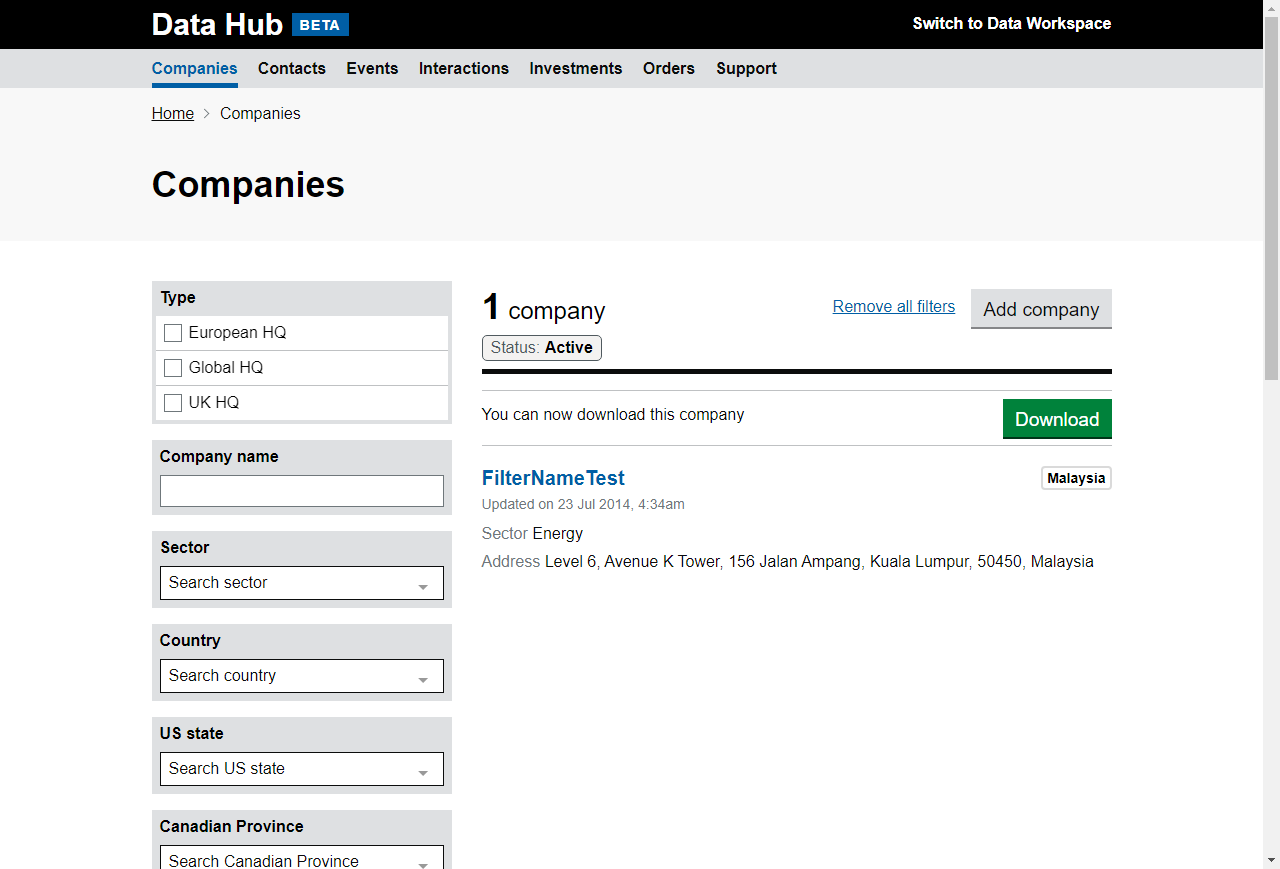 Data Hub BETA
Switch to Data Workspace
Companies Contacts Events Interactions Investments Orders Support
Home Companies
Companies
Type
European HQ
Global HQ
UK HQ
Company name
Sector
Search sector
Country
Search country
US state
Search US state
Canadian Province
Search Canadian Province
1 company
Remove all filters
Add company
Status: Active
You can now download this company
Download
FilterNameTest
Malaysia
Updated on 23 Jul 2014, 4:34am
Sector Energy
Address Level 6, Avenue K Tower, 156 Jalan Ampang, Kuala Lumpur, 50450, Malaysia